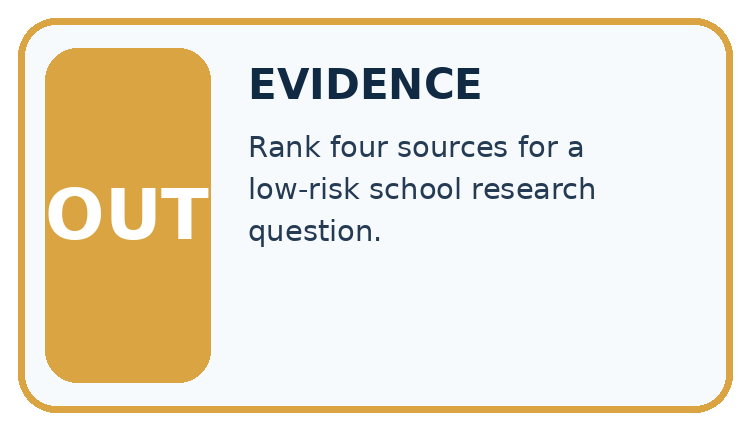 OUT
EVIDENCE
Rank four sources for a
low-risk school research
question.